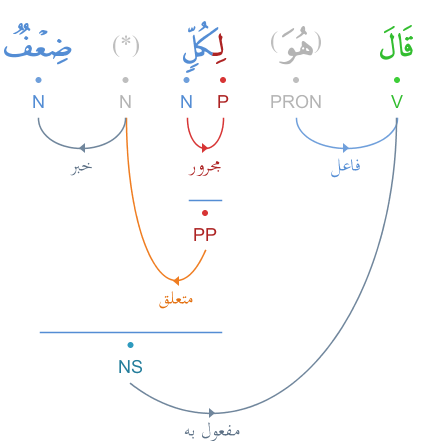 قَالَ (هُوَ) لِكُلٍّ (*) ضِعْفٌ
V PRON P N N N
فاعل مجرور خبر
PP
متعلق
NS
مفعول به